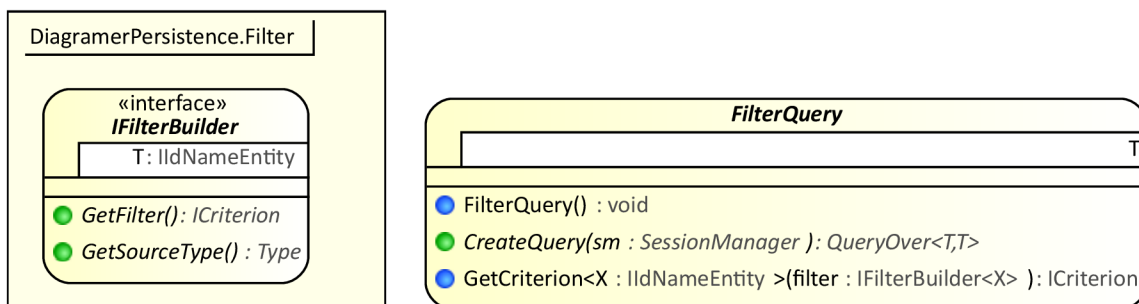 DiagramerPersistence.Filter
«interface»
IFilterBuilder
T: IIdNameEntity
GetFilter(): ICriterion
GetSourceType() : Type
FilterQuery
T
FilterQuery() : void
CreateQuery(sm : SessionManager ): QueryOver<T,T>
GetCriterion<X : IIdNameEntity >(filter : IFilterBuilder<X> ): ICriterion